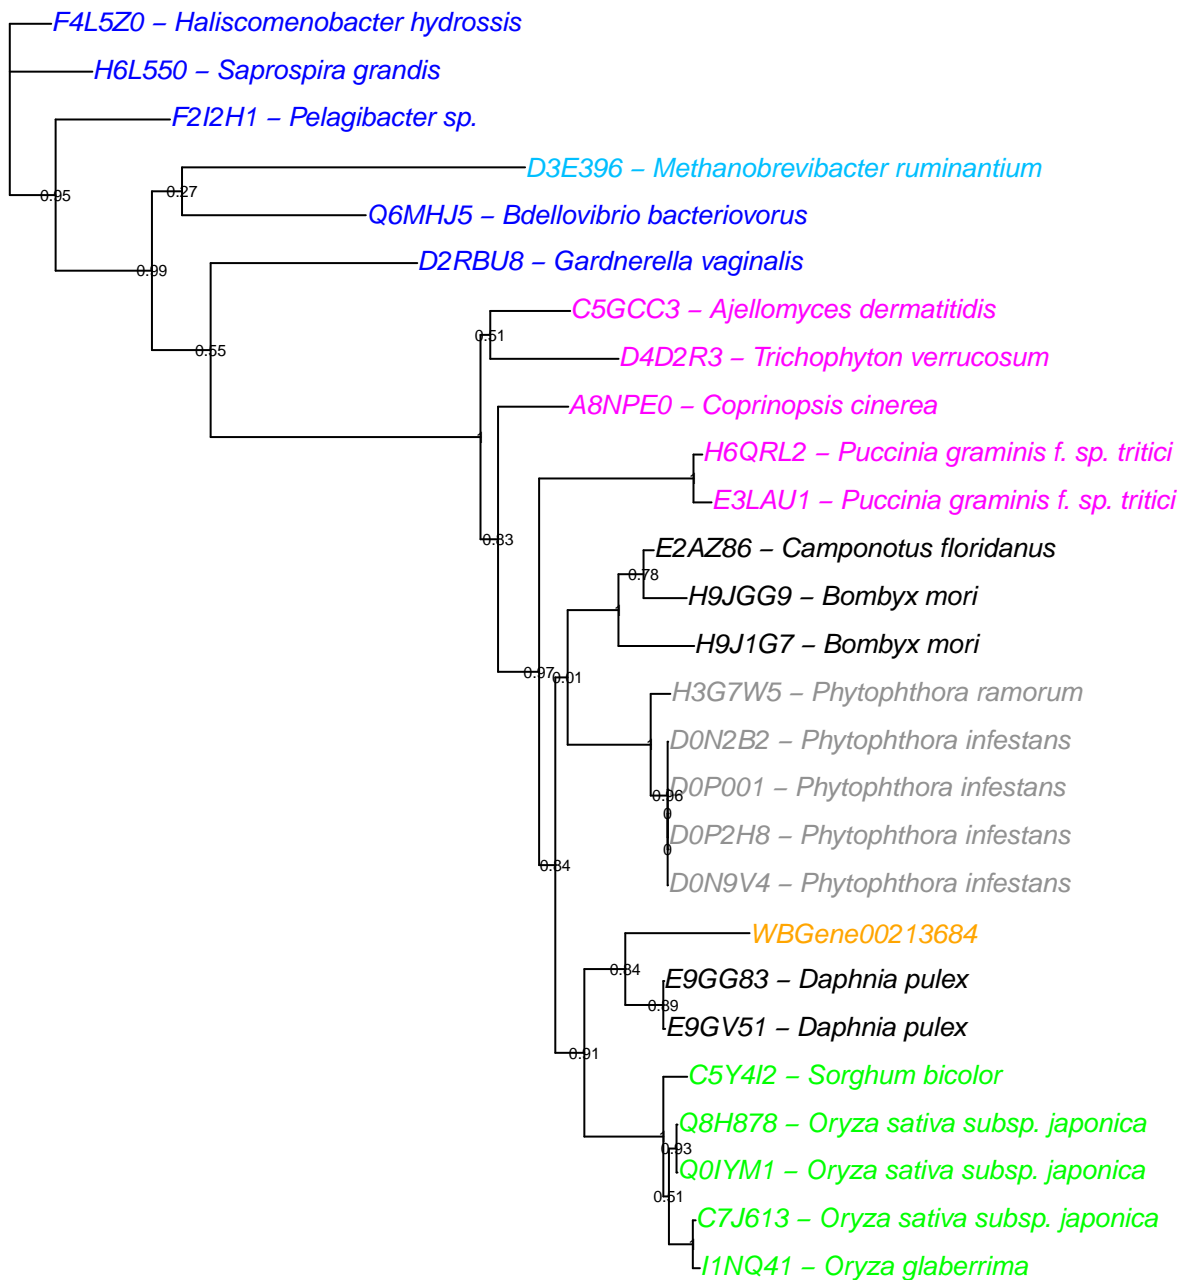 F4L5Z0 – Haliscomenobacter hydrossis
H6L550 – Saprospira grandis
F2I2H1 – Pelagibacter sp.
D3E396 – Methanobrevibacter ruminantium
0.95
0.27
Q6MHJ5 – Bdellovibrio bacteriovorus
D2RBU8 – Gardnerella vaginalis
0.99
C5GCC3 – Ajellomyces dermatitidis
0.51
0.55
D4D2R3 – Trichophyton verrucosum
A8NPE0 – Coprinopsis cinerea
1
H6QRL2 – Puccinia graminis f. sp. tritici
1
E3LAU1 – Puccinia graminis f. sp. tritici
0.83
E2AZ86 – Camponotus floridanus
0.78
H9JGG9 – Bombyx mori
1
H9J1G7 – Bombyx mori
0.97
0.01
H3G7W5 – Phytophthora ramorum
D0N2B2 – Phytophthora infestans
1
D0P001 – Phytophthora infestans
0.96
0
D0P2H8 – Phytophthora infestans
0
0.84
D0N9V4 – Phytophthora infestans
WBGene00213684
0.84
E9GG83 – Daphnia pulex
0.89
E9GV51 – Daphnia pulex
0.91
C5Y4I2 – Sorghum bicolor
Q8H878 – Oryza sativa subsp. japonica
1
0.93
Q0IYM1 – Oryza sativa subsp. japonica
0.51
C7J613 – Oryza sativa subsp. japonica
1
I1NQ41 – Oryza glaberrima